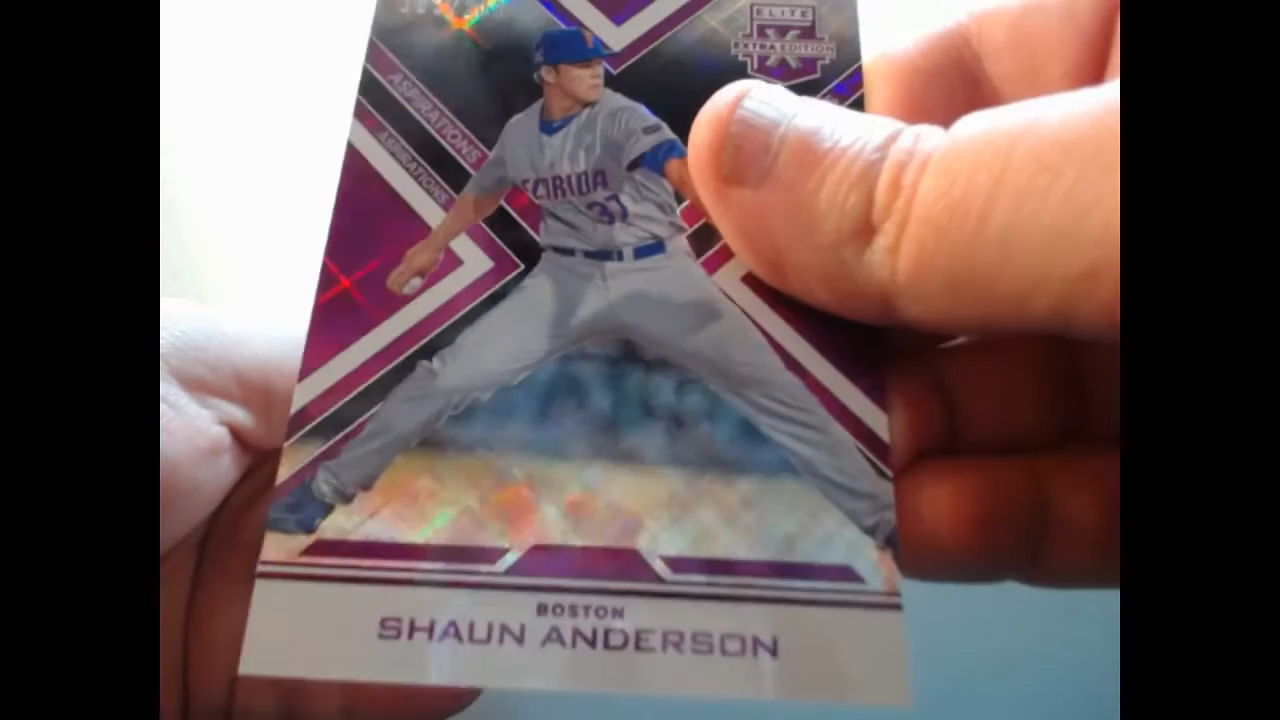 ELITE
X
EXTRA EDITION
ASPIRATIONS
ASPIRATIONS
FLORIDA
37
BOSTON
SHAUN ANDERSON